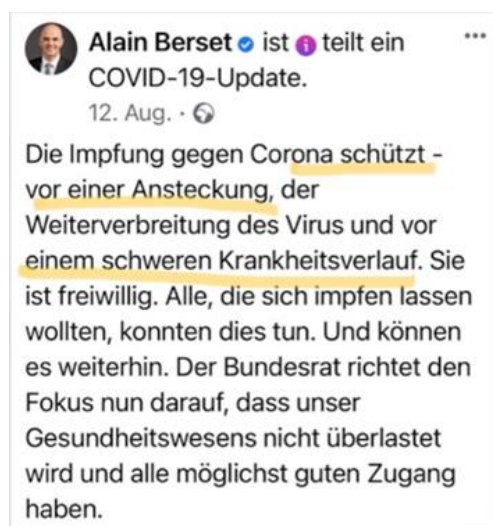 Alain Berset ist teilt ein
COVID-19-Update.
12. Aug. ·
Die Impfung gegen Corona schützt -
vor einer Ansteckung, der
Weiterverbreitung des Virus und vor
einem schweren Krankheitsverlauf. Sie
ist freiwillig. Alle, die sich impfen lassen
wollten, konnten dies tun. Und können
es weiterhin. Der Bundesrat richtet den
Fokus nun darauf, dass unser
Gesundheitswesens nicht überlastet
wird und alle möglichst guten Zugang
haben.